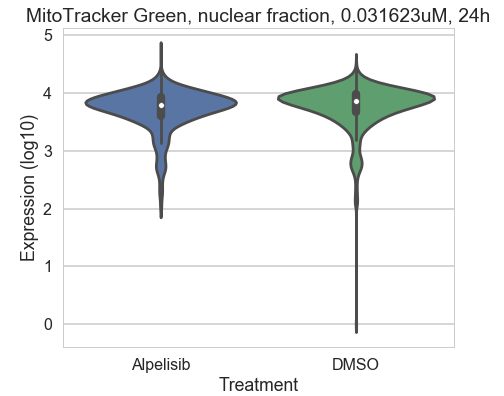 MitoTracker Green, nuclear fraction, 0.031623uM, 24h
5
4
3
2
1
0
Expression (log10)
Alpelisib DMSO
Treatment